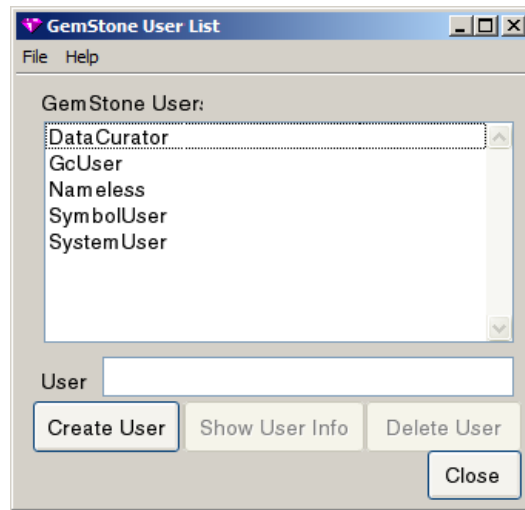 GemStone User List
File Help
GemStone User:
DataCurator
GcUser
Nameless
SymbolUser
SystemUser
User
Create User Show User Info Delete User
Close